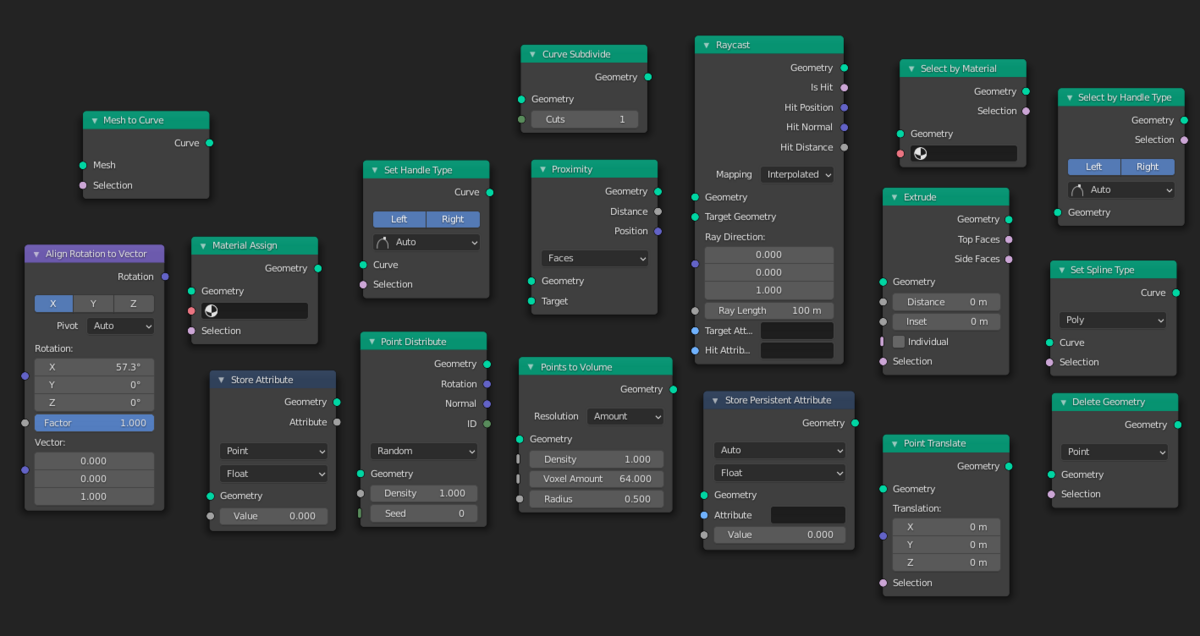 Mesh to Curve
Curve
Mesh
Selection
Align Rotation to Vector
Rotation
X Y Z
Pivot Auto
Rotation:
X 57.3°
Y 0°
Z 0°
Factor 1.000
Vector:
0.000
0.000
1.000
Material Assign
Geometry
Geometry
Selection
Store Attribute
Geometry
Attribute
Point
Float
Geometry
Value 0.000
Set Handle Type
Curve
Left Right
Auto
Curve
Selection
Point Distribute
Geometry
Rotation
Normal
ID
Random
Geometry
Density 1.000
Seed 0
Curve Subdivide
Geometry
Geometry
Cuts 1
Proximity
Geometry
Distance
Position
Faces
Geometry
Target
Points to Volume
Geometry
Resolution Amount
Geometry
Density 1.000
Voxel Amount 64.000
Radius 0.500
Raycast
Geometry
Is Hit
Hit Position
Hit Normal
Hit Distance
Mapping Interpolated
Geometry
Target Geometry
Ray Direction:
0.000
0.000
1.000
Ray Length 100 m
Target Att..
Hit Attrib..
Store Persistent Attribute
Geometry
Auto
Float
Geometry
Attribute
Value 0.000
Select by Material
Geometry
Selection
Geometry
Extrude
Geometry
Top Faces
Side Faces
Geometry
Distance 0 m
Inset 0 m
Individual
Selection
Point Translate
Geometry
Geometry
Translation:
X 0 m
Y 0 m
Z 0 m
Selection
Select by Handle Type
Geometry
Selection
Left Right
Auto
Geometry
Set Spline Type
Curve
Poly
Curve
Selection
Delete Geometry
Geometry
Point
Geometry
Selection